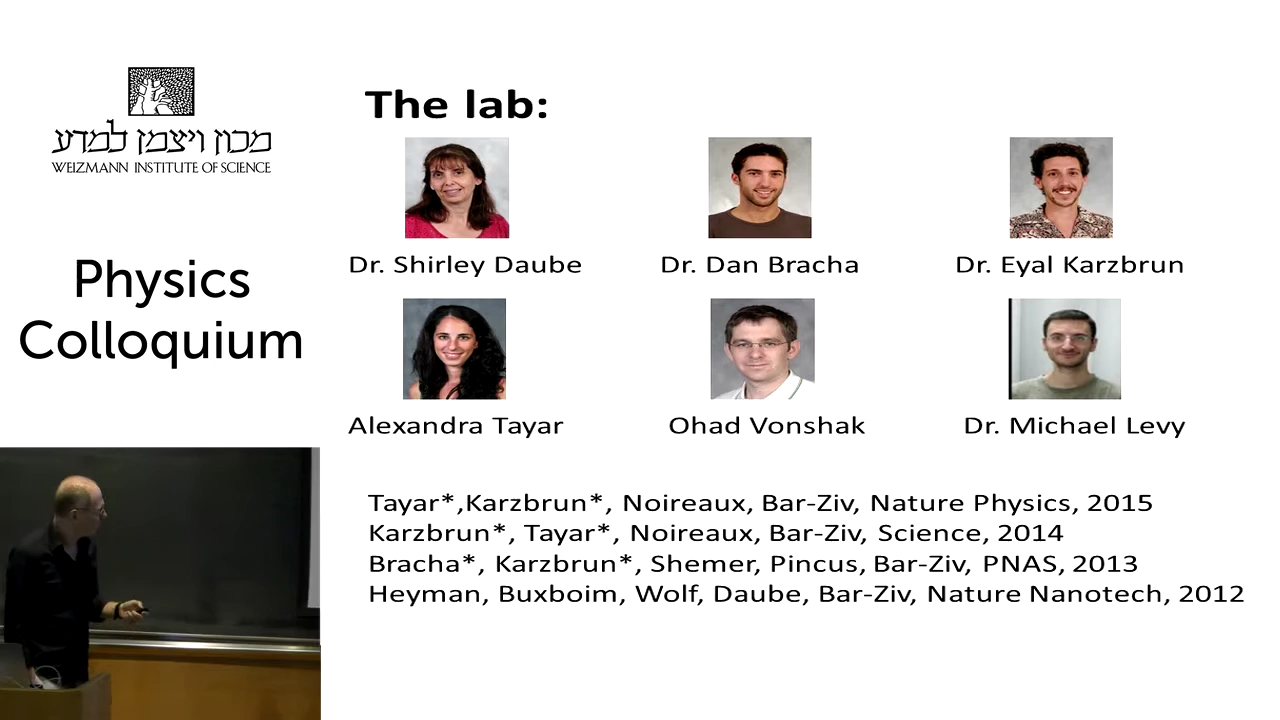 מכון ויצמן למדע
WEIZMANN INSTITUTE OF SCIENCE
Physics
Colloquium
The lab:
Dr. Shirley Daube
Dr. Dan Bracha
Dr. Eyal Karzbrun
Alexandra Tayar
Ohad Vonshak
Dr. Michael Levy
Tayar*,Karzbrun*, Noireaux, Bar-Ziv, Nature Physics, 2015
Karzbrun*, Tayar*, Noireaux, Bar-Ziv, Science, 2014
Bracha*, Karzbrun*, Shemer, Pincus, Bar-Ziv, PNAS, 2013
Heyman, Buxboim, Wolf, Daube, Bar-Ziv, Nature Nanotech, 2012